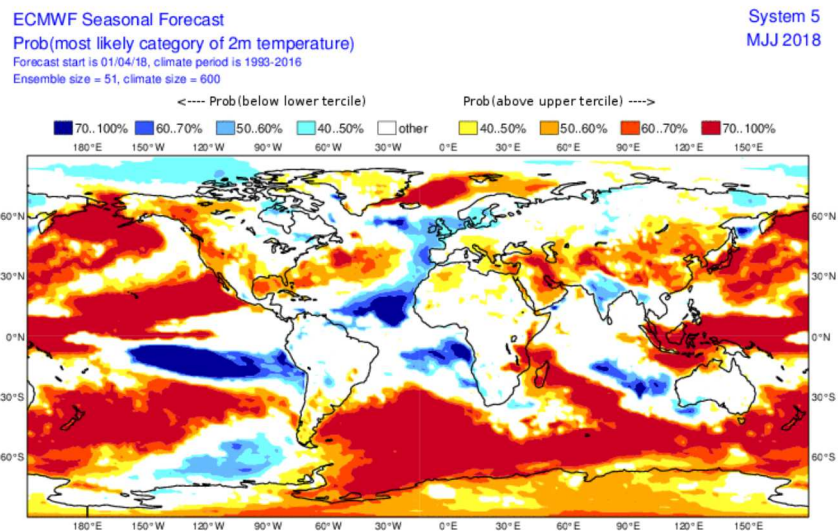 ECMWF Seasonal Forecast
System 5
Prob(most likely category of 2m temperature)
MJJ 2018
Forecast start is 01/04/18, climate period is 1993-2016
Ensemble size = 51, climate size = 600
<---- Prob(below lower tercile)
Prob(above upper tercile) ---->
70..100% 60..70% 50..60% 40..50% other 40..50% 50..60% 60..70% 70..100%
180°E 150°W 120°W 90°W 60°W 30°W 0°E 30°E 60°E 90°E 120°E 150°E
60°N 60°N
30°N 30°N
0°N 0°N
30°S 30°S
60°S 60°S
180°E 150°W 120°W 90°W 60°W 30°W 0°E 30°E 60°E 90°E 120°E 150°E